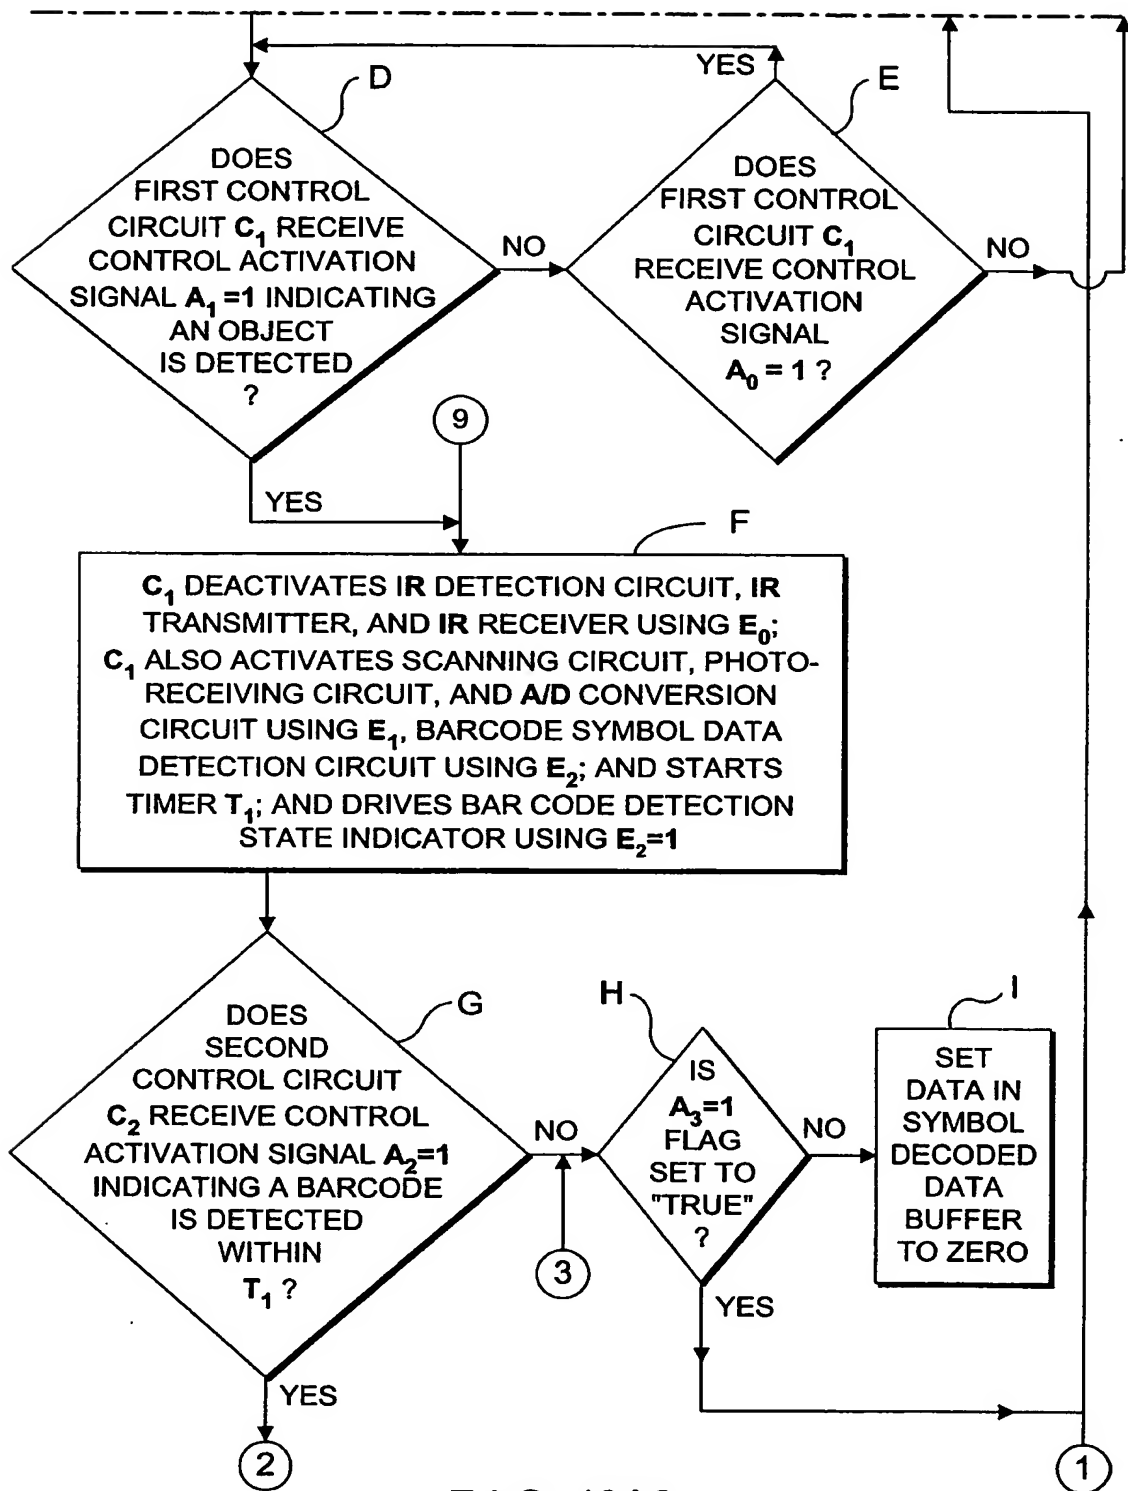 YES
D
E
DOES
FIRST CONTROL
CIRCUIT C₁ RECEIVE
CONTROL ACTIVATION
SIGNAL A₁ =1 INDICATING
AN OBJECT
IS DETECTED
?
NO
DOES
FIRST CONTROL
CIRCUIT C₁
RECEIVE CONTROL
ACTIVATION
SIGNAL
A₀ = 1 ?
NO
9
YES
F
C₁ DEACTIVATES IR DETECTION CIRCUIT, IR
TRANSMITTER, AND IR RECEIVER USING E₀;
C₁ ALSO ACTIVATES SCANNING CIRCUIT, PHOTO-
RECEIVING CIRCUIT, AND A/D CONVERSION
CIRCUIT USING E₁, BARCODE SYMBOL DATA
DETECTION CIRCUIT USING E₂; AND STARTS
TIMER T₁; AND DRIVES BAR CODE DETECTION
STATE INDICATOR USING E₂=1
G
DOES
SECOND
CONTROL CIRCUIT
C₂ RECEIVE CONTROL
ACTIVATION SIGNAL A₂=1
INDICATING A BARCODE
IS DETECTED
WITHIN
T₁ ?
NO
3
H
IS
A₃=1
FLAG
SET TO
"TRUE"
?
NO
I
SET
DATA IN
SYMBOL
DECODED
DATA
BUFFER
TO ZERO
YES
YES
2
1